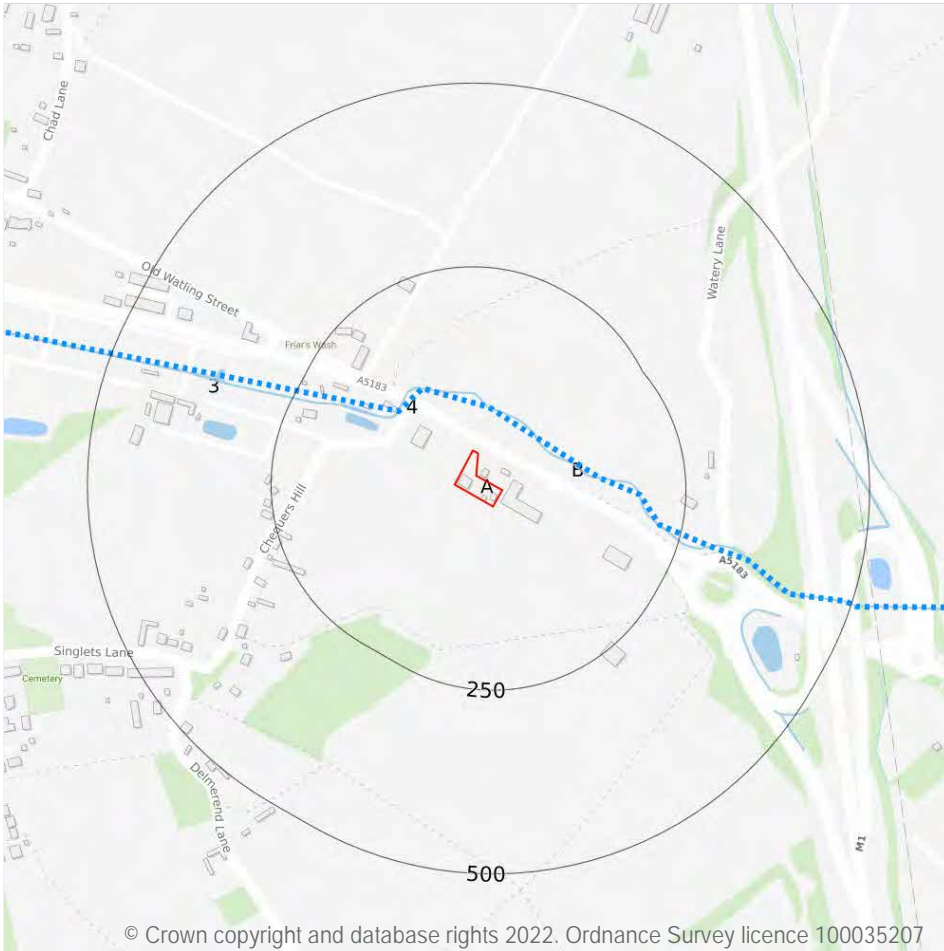 Chad Lane
Old Watling Street
Friar's Wash
Watery Lane
A5183
3
4
B
A
Chequers Hill
A5183
Singlets Lane
Cemetery
250
Delmerend Lane
M1
500
© Crown copyright and database rights 2022. Ordnance Survey licence 100035207